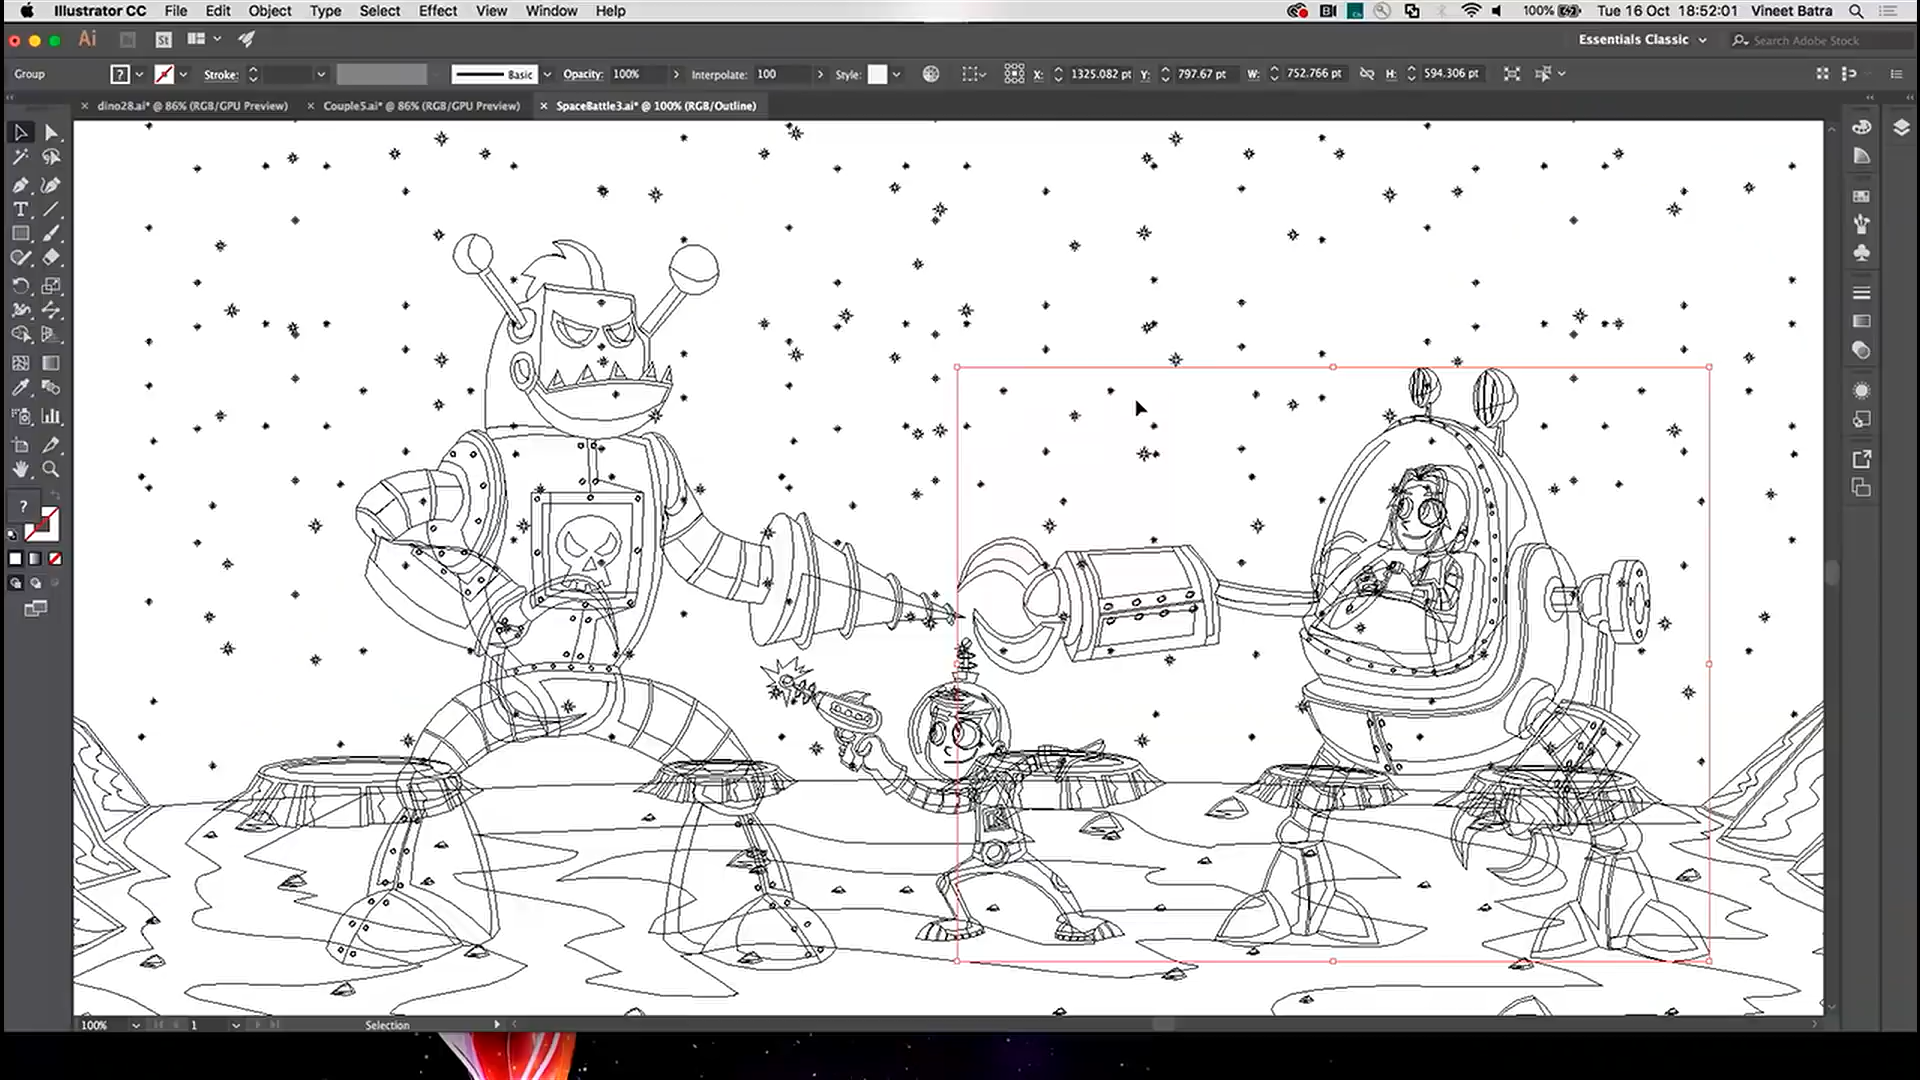 Illustrator CC File Edit Object Type Select Effect View Window Help 100% Tue 16 Oct 18:52:01 Vineet Batra
Ai St Essentials Classic Search Adobe Stock
Group ? Stroke: Basic Opacity: 100% Interpolate: 100 Style: X: 1325.082 pt Y: 797.67 pt W: 752.766 pt H: 594.306 pt
dino28.ai* @ 86% (RGB/GPU Preview) Couple5.ai* @ 86% (RGB/GPU Preview) SpaceBattle3.ai* @ 100% (RGB/Outline)
T
?
R
100% 1 Selection